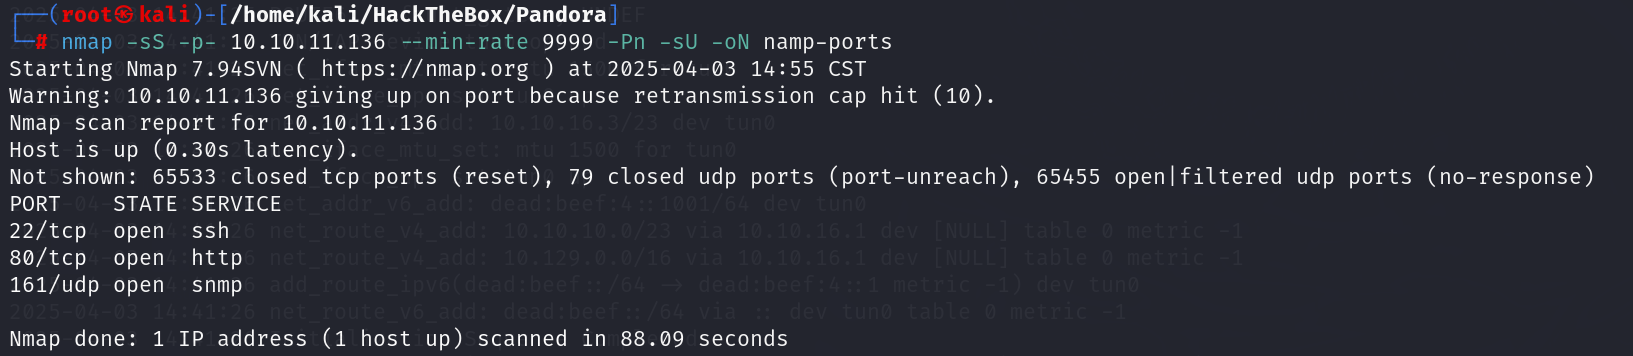 ┌──(root㉿kali)-[/home/kali/HackTheBox/Pandora]
└─# nmap -sS -p- 10.10.11.136 --min-rate 9999 -Pn -sU -oN namp-ports
Starting Nmap 7.94SVN ( https://nmap.org ) at 2025-04-03 14:55 CST
Warning: 10.10.11.136 giving up on port because retransmission cap hit (10).
Nmap scan report for 10.10.11.136
Host is up (0.30s latency).
Not shown: 65533 closed tcp ports (reset), 79 closed udp ports (port-unreach), 65455 open|filtered udp ports (no-response)
PORT    STATE SERVICE
22/tcp  open  ssh
80/tcp  open  http
161/udp open  snmp
Nmap done: 1 IP address (1 host up) scanned in 88.09 seconds